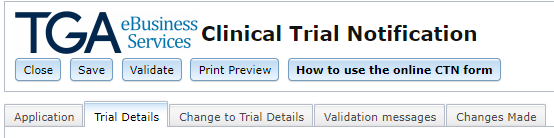 TGA eBusiness Services Clinical Trial Notification
Close Save Validate Print Preview How to use the online CTN form
Application Trial Details Change to Trial Details Validation messages Changes Made